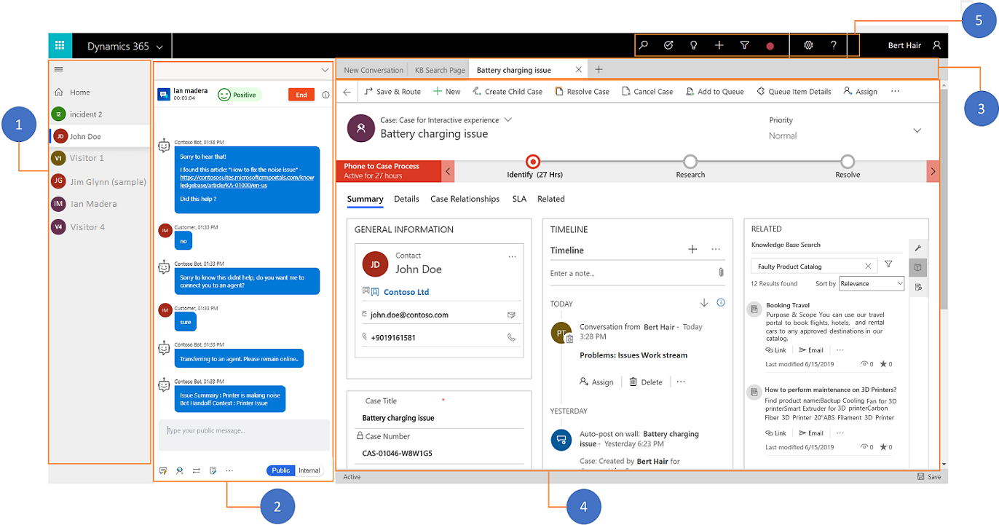 5
Dynamics 365
Bert Hair
1
Home
I2 incident 2
JD John Doe
V1 Visitor 1
JG Jim Glynn (sample)
IM Ian Madera
V4 Visitor 4
Ian madera
00:03:04
Positive
End
Contoso Bot, 01:33 PM
Sorry to hear that!
I found this article: "How to fix the noise issue" -
https://contososuites.microsoftcrmportals.com/know
ledgebase/article/KA-01000/en-us
Did this help ?
Customer, 01:33 PM
IM
no
Contoso Bot, 01:33 PM
Sorry to know this didnt help, do you want me to
connect you to an agent?
Customer, 01:33 PM
IM
sure
Contoso Bot, 01:33 PM
Transferring to an agent. Please remain online..
Contoso Bot, 01:33 PM
Issue Summary : Printer is making noise
Bot Handoff Context : Printer Issue
Type your public message...
Public Internal
2
New Conversation KB Search Page Battery charging issue
3
Save & Route New Create Child Case Resolve Case Cancel Case Add to Queue Queue Item Details Assign
Case: Case for Interactive experience
Battery charging issue
Priority
Normal
Phone to Case Process
Active for 27 hours
Identify (27 Hrs) Research Resolve
Summary Details Case Relationships SLA Related
GENERAL INFORMATION
JD
Contact
John Doe
Contoso Ltd
john.doe@contoso.com
+9019161581
Case Title *
Battery charging issue
Case Number
CAS-01046-W8W1G5
TIMELINE
Timeline
Enter a note...
TODAY
PT
Conversation from Bert Hair - Today
3:28 PM
Problems: Issues Work stream
Assign Delete
YESTERDAY
Auto-post on wall: Battery charging
issue - Yesterday 6:23 PM
Case: Created by Bert Hair for
RELATED
Knowledge Base Search
Faulty Product Catalog
12 Results found Sort by Relevance
Booking Travel
Purpose & Scope You can use our travel
portal to book flights, hotels, and rental
cars to any approved destinations in our
catalog.
Link Email
Last modified 6/15/2019 0 0
How to perform maintenance on 3D Printers?
Find product name:Backup Cooling Fan for 3D
printerSmart Extruder for 3D printerCarbon
Fiber 3D Printer 20"ABS Filament 3D Printer
Link Email
Last modified 6/15/2019 0 0
Active
Save
4